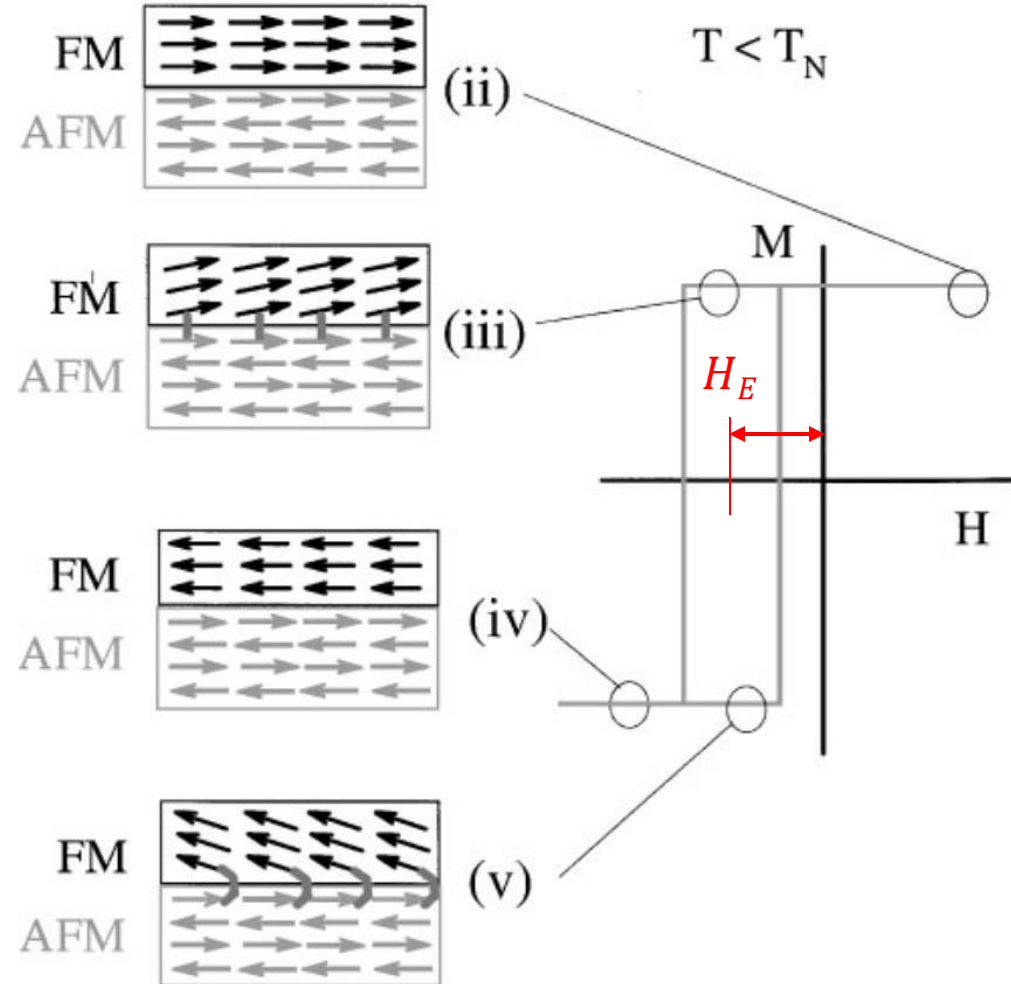 FM
AFM
(ii)
T < T_N
FM
AFM
(iii)
M
H_E
H
FM
AFM
(iv)
FM
AFM
(v)